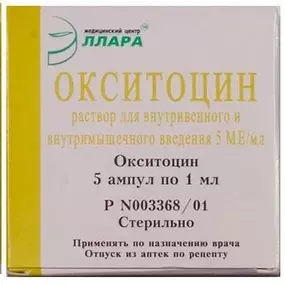 медицинский центр
ЭЛЛАРА
ОКСИТОЦИН
раствор для внутривенного и
внутримышечного введения 5 МЕ/мл
Окситоцин
5 ампул по 1 мл
Р N003368/01
Стерильно
Применять по назначению врача
Отпуск из аптек по рецепту